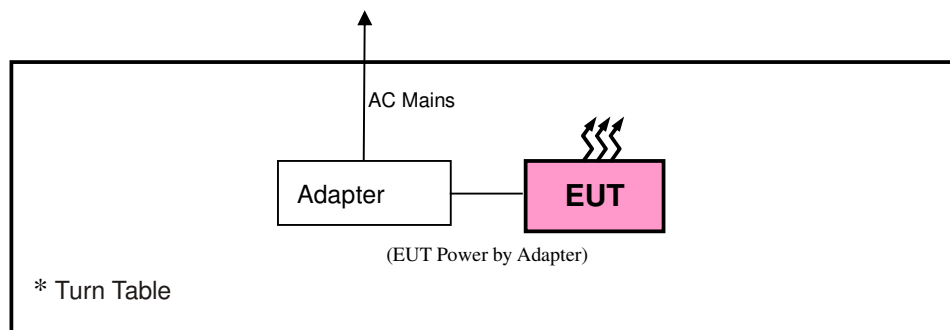 AC Mains
Adapter
EUT
(EUT Power by Adapter)
* Turn Table